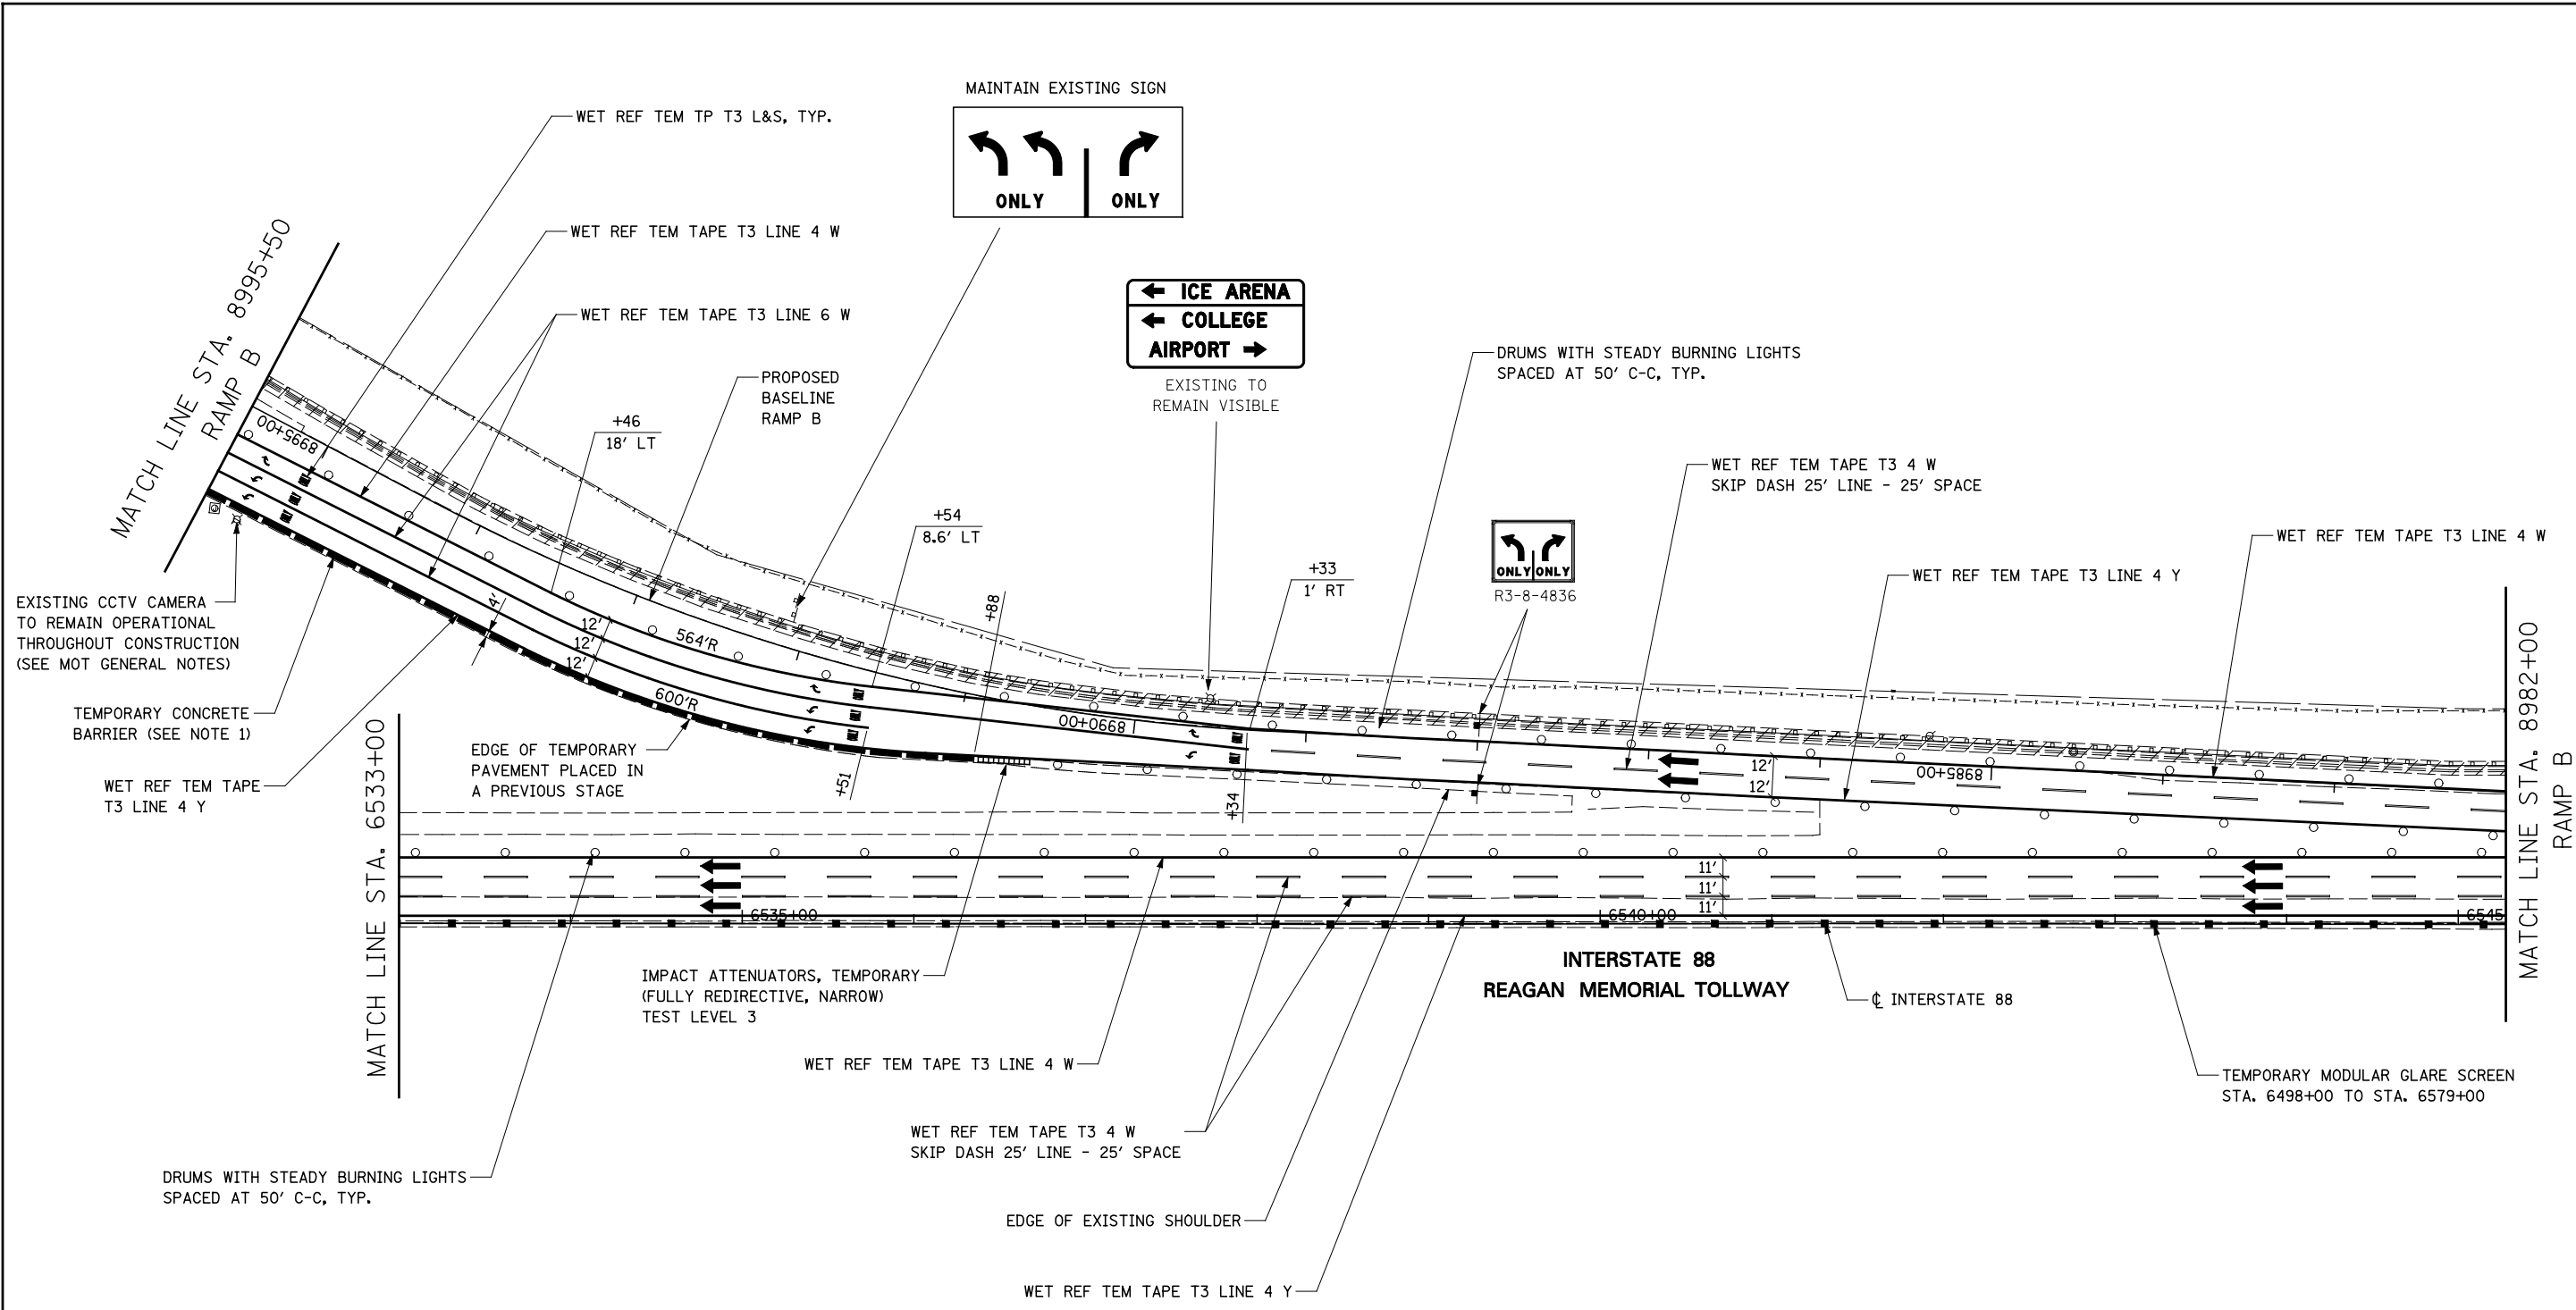 MAINTAIN EXISTING SIGN
ONLY
ONLY
WET REF TEM TP T3 L&S, TYP.
WET REF TEM TAPE T3 LINE 4 W
WET REF TEM TAPE T3 LINE 6 W
MATCH LINE STA. 8995+50
RAMP B
PROPOSED
BASELINE
RAMP B
← ICE ARENA
← COLLEGE
AIRPORT →
EXISTING TO
REMAIN VISIBLE
DRUMS WITH STEADY BURNING LIGHTS
SPACED AT 50' C-C, TYP.
+46
18' LT
8995+00
WET REF TEM TAPE T3 4 W
SKIP DASH 25' LINE - 25' SPACE
+54
8.6' LT
ONLY ONLY
R3-8-4836
WET REF TEM TAPE T3 LINE 4 W
+33
1' RT
WET REF TEM TAPE T3 LINE 4 Y
EXISTING CCTV CAMERA
TO REMAIN OPERATIONAL
THROUGHOUT CONSTRUCTION
(SEE MOT GENERAL NOTES)
4'
+88
12'
12'
12'
564'R
600'R
TEMPORARY CONCRETE
BARRIER (SEE NOTE 1)
WET REF TEM TAPE
T3 LINE 4 Y
EDGE OF TEMPORARY
PAVEMENT PLACED IN
A PREVIOUS STAGE
8990+00
+51
+34
12'
12'
8985+00
MATCH LINE STA. 8982+00
RAMP B
MATCH LINE STA. 6533+00
11'
11'
11'
6535+00
6540+00
6545
MATCH LINE STA.
INTERSTATE 88
REAGAN MEMORIAL TOLLWAY
℄ INTERSTATE 88
IMPACT ATTENUATORS, TEMPORARY
(FULLY REDIRECTIVE, NARROW)
TEST LEVEL 3
WET REF TEM TAPE T3 LINE 4 W
TEMPORARY MODULAR GLARE SCREEN
STA. 6498+00 TO STA. 6579+00
WET REF TEM TAPE T3 4 W
SKIP DASH 25' LINE - 25' SPACE
DRUMS WITH STEADY BURNING LIGHTS
SPACED AT 50' C-C, TYP.
EDGE OF EXISTING SHOULDER
WET REF TEM TAPE T3 LINE 4 Y